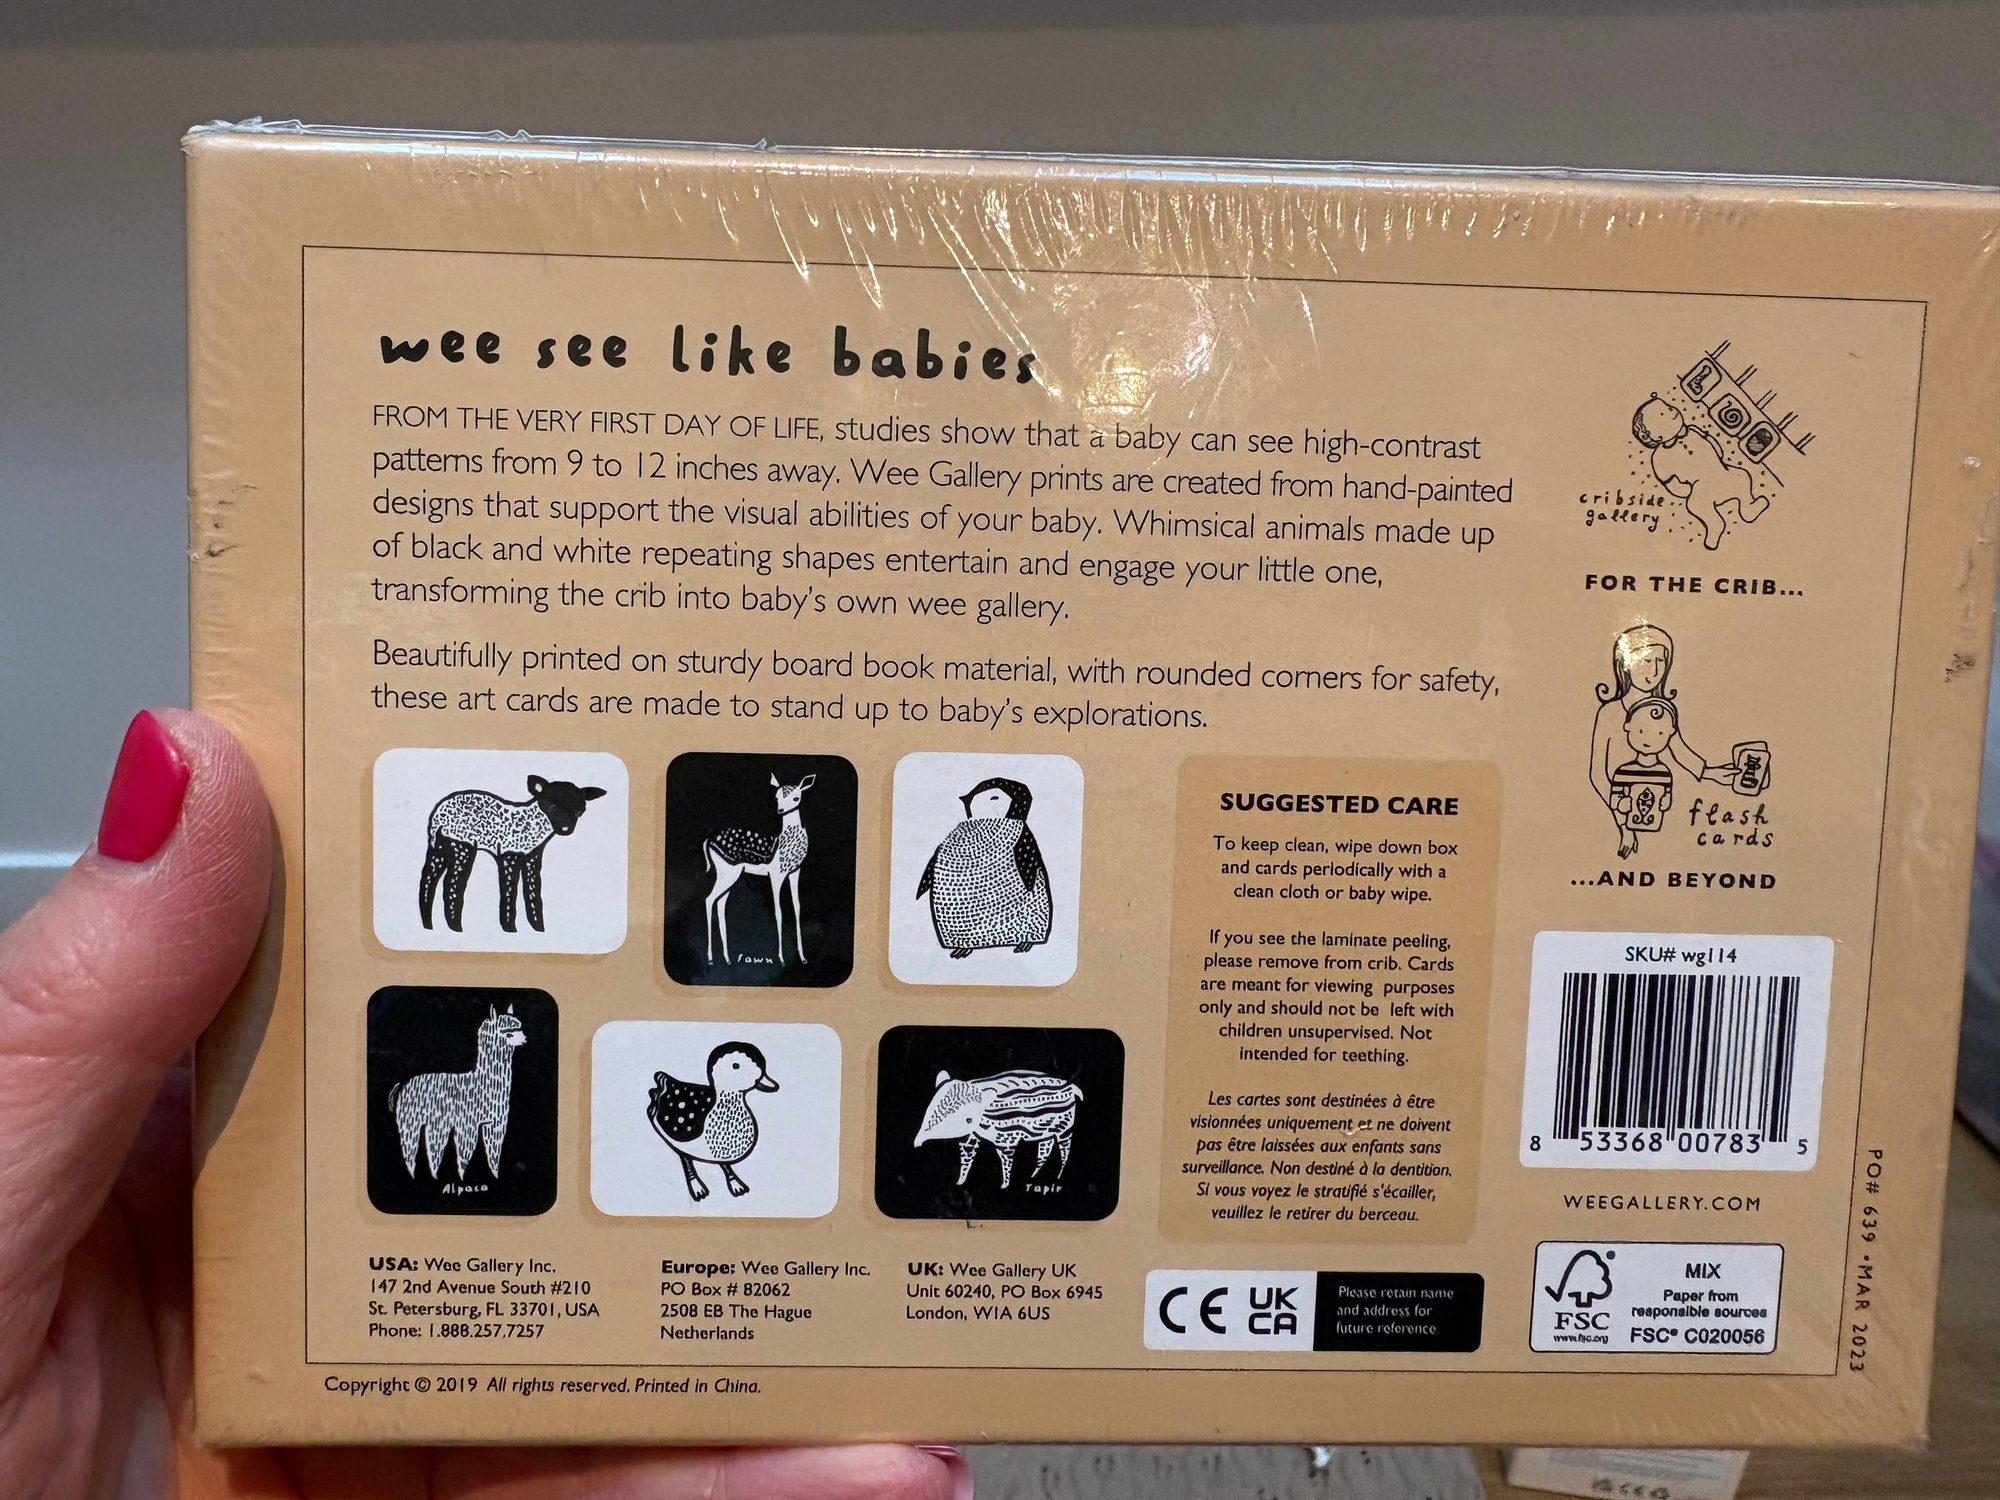 wee see like babies
FROM THE VERY FIRST DAY OF LIFE, studies show that a baby can see high-contrast
patterns from 9 to 12 inches away. Wee Gallery prints are created from hand-painted
designs that support the visual abilities of your baby. Whimsical animals made up
of black and white repeating shapes entertain and engage your little one,
transforming the crib into baby's own wee gallery.
Beautifully printed on sturdy board book material, with rounded corners for safety,
these art cards are made to stand up to baby's explorations.
cribside
gallery
FOR THE CRIB...
flash
cards
...AND BEYOND
fawn
Alpaca
Tapir
SUGGESTED CARE
To keep clean, wipe down box
and cards periodically with a
clean cloth or baby wipe.
If you see the laminate peeling,
please remove from crib. Cards
are meant for viewing purposes
only and should not be left with
children unsupervised. Not
intended for teething.
Les cartes sont destinées à être
visionnées uniquement et ne doivent
pas être laissées aux enfants sans
surveillance. Non destiné à la dentition.
Si vous voyez le stratifié s'écailler,
veuillez le retirer du berceau.
SKU# wg114
8 53368 00783 5
WEEGALLERY.COM
USA: Wee Gallery Inc.
147 2nd Avenue South #210
St. Petersburg, FL 33701, USA
Phone: 1.888.257.7257
Europe: Wee Gallery Inc.
PO Box # 82062
2508 EB The Hague
Netherlands
UK: Wee Gallery UK
Unit 60240, PO Box 6945
London, W1A 6US
CE
UK
CA
Please retain name
and address for
future reference
FSC
www.fsc.org
MIX
Paper from
responsible sources
FSC® C020056
PO# 639 • MAR 2023
Copyright © 2019 All rights reserved. Printed in China.